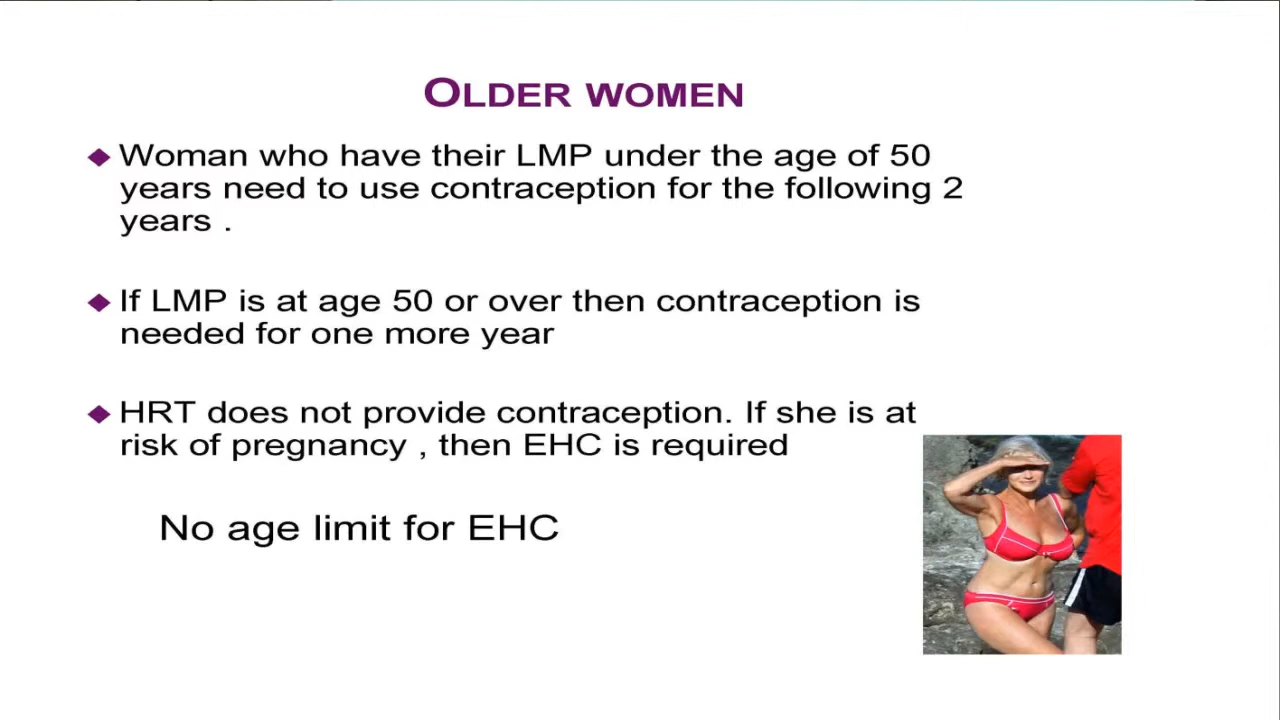 OLDER WOMEN
Woman who have their LMP under the age of 50
years need to use contraception for the following 2
years .
If LMP is at age 50 or over then contraception is
needed for one more year
HRT does not provide contraception. If she is at
risk of pregnancy , then EHC is required
No age limit for EHC